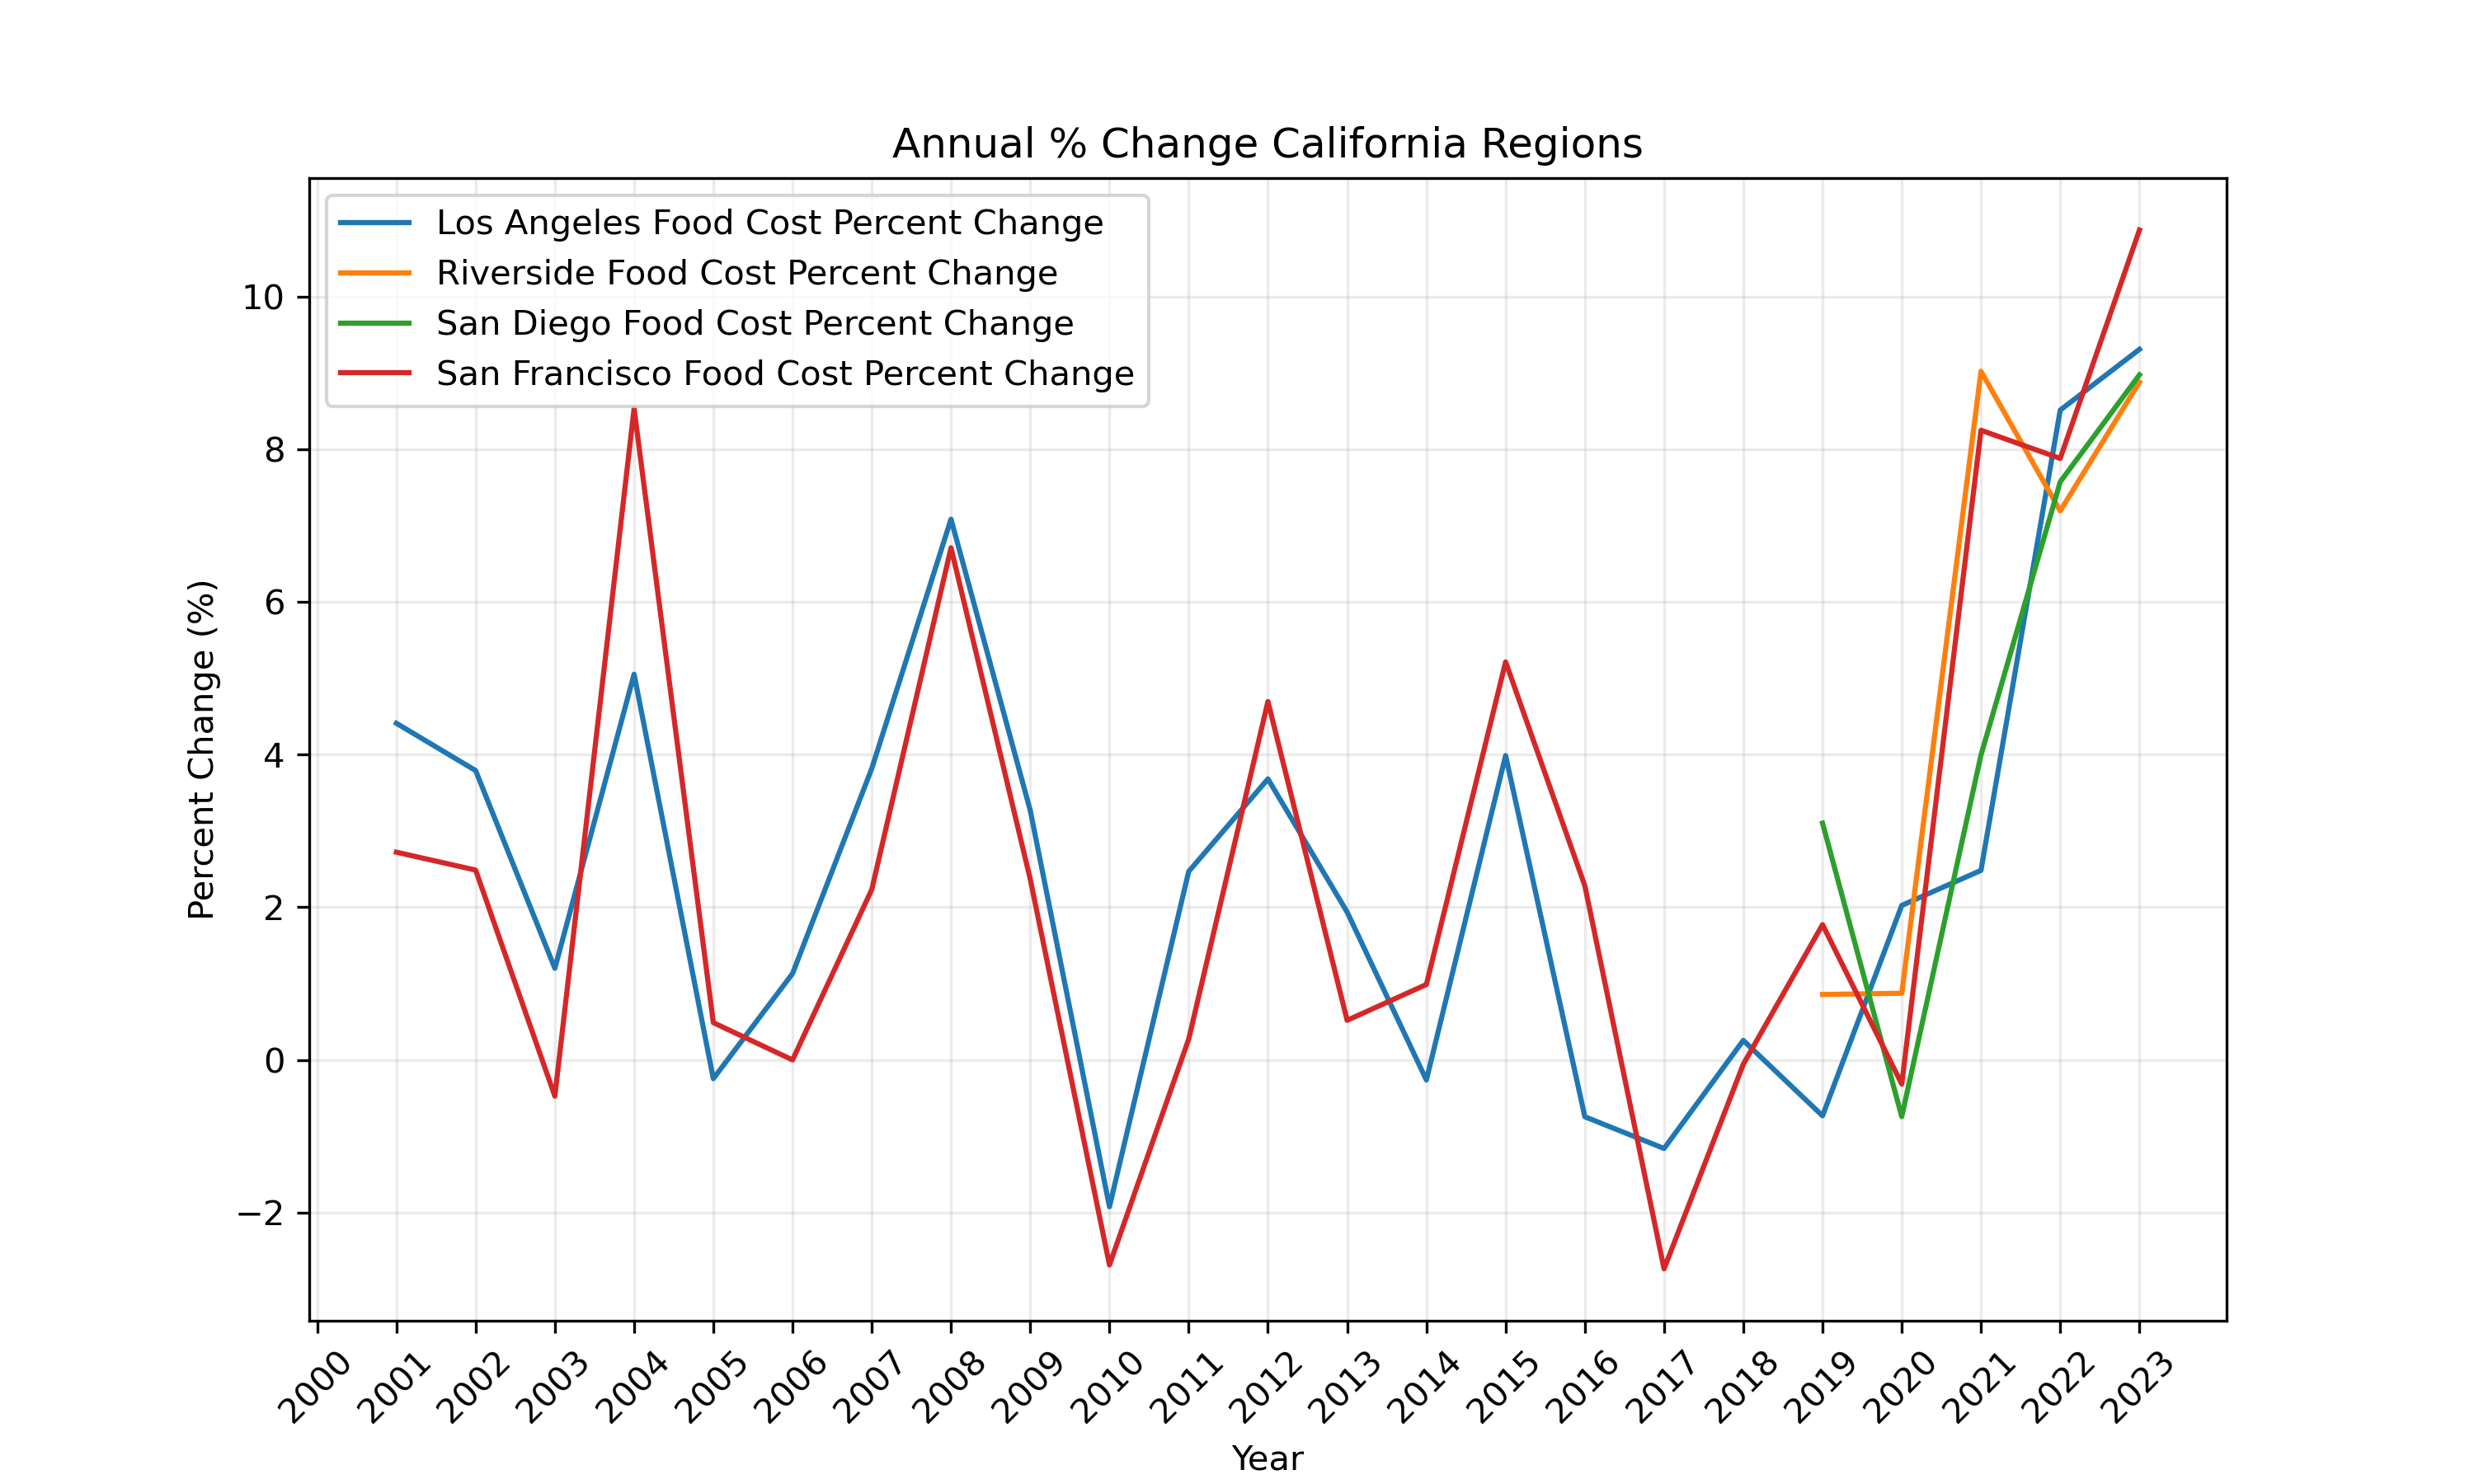 Annual % Change California Regions
Los Angeles Food Cost Percent Change
Riverside Food Cost Percent Change
San Diego Food Cost Percent Change
San Francisco Food Cost Percent Change
Percent Change (%)
10
8
6
4
2
0
−2
2000 2001 2002 2003 2004 2005 2006 2007 2008 2009 2010 2011 2012 2013 2014 2015 2016 2017 2018 2019 2020 2021 2022 2023
Year